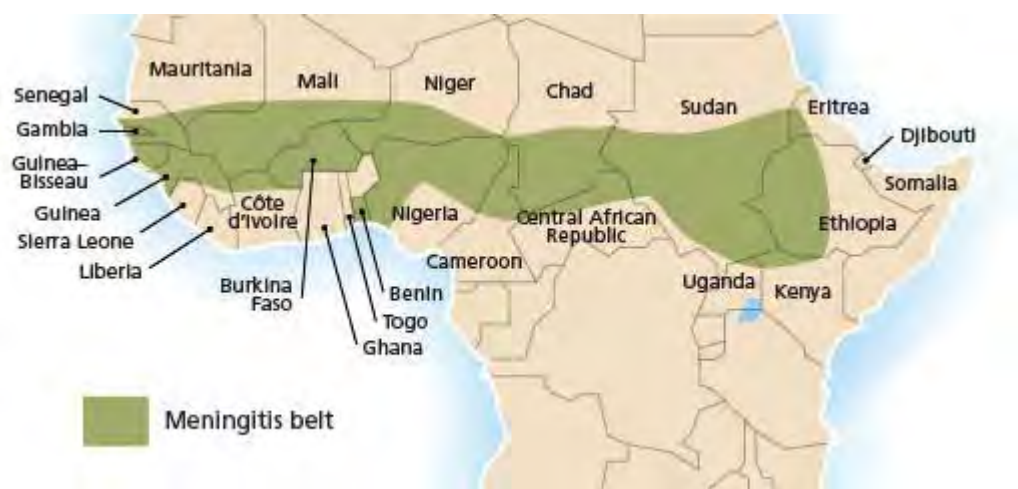 Mauritania
Mali
Niger
Chad
Sudan
Eritrea
Djibouti
Somalia
Ethiopia
Senegal
Gambia
Guinea–
Bissau
Guinea
Sierra Leone
Liberia
Côte
d'Ivoire
Burkina
Faso
Ghana
Togo
Benin
Nigeria
Cameroon
Central African
Republic
Uganda
Kenya
Meningitis belt